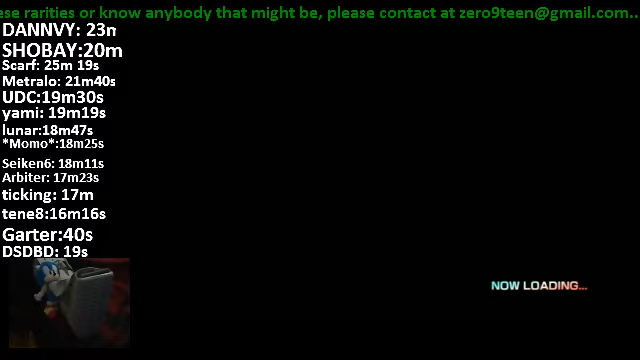 ese rarities or know anybody that might be, please contact at zero9teen@gmail.com..
DANNVY: 23m
SHOBAY:20m
Scarf: 25m 19s
Metralo: 21m40s
UDC:19m30s
yami: 19m19s
lunar:18m47s
*Momo*:18m25s
Seiken6: 18m11s
Arbiter: 17m23s
ticking: 17m
tene8:16m16s
Garter:40s
DSDBD: 19s
NOW LOADING...